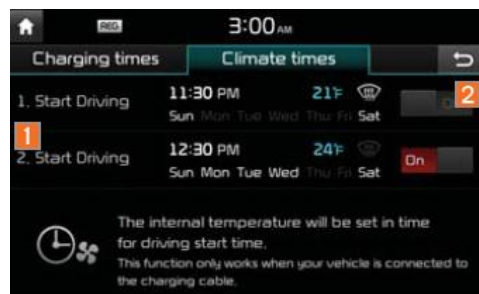 REG.
3:00 AM
Charging times
Climate times
1. Start Driving
11:30 PM
21°F
Sun Mon Tue Wed Thu Fri Sat
2
1
2. Start Driving
12:30 PM
24°F
Sun Mon Tue Wed Thu Fri Sat
On
The internal temperature will be set in time
for driving start time.
This function only works when your vehicle is connected to
the charging cable.